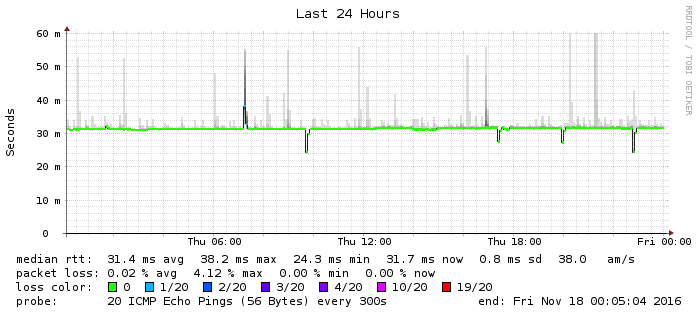 Last 24 Hours
RRDTOOL / TOBI OETIKER
Seconds
60 m
50 m
40 m
30 m
20 m
10 m
0
Thu 06:00 Thu 12:00 Thu 18:00 Fri 00:00
median rtt: 31.4 ms avg 38.2 ms max 24.3 ms min 31.7 ms now 0.8 ms sd 38.0 am/s
packet loss: 0.02 % avg 4.12 % max 0.00 % min 0.00 % now
loss color: 0 1/20 2/20 3/20 4/20 10/20 19/20
probe: 20 ICMP Echo Pings (56 Bytes) every 300s end: Fri Nov 18 00:05:04 2016